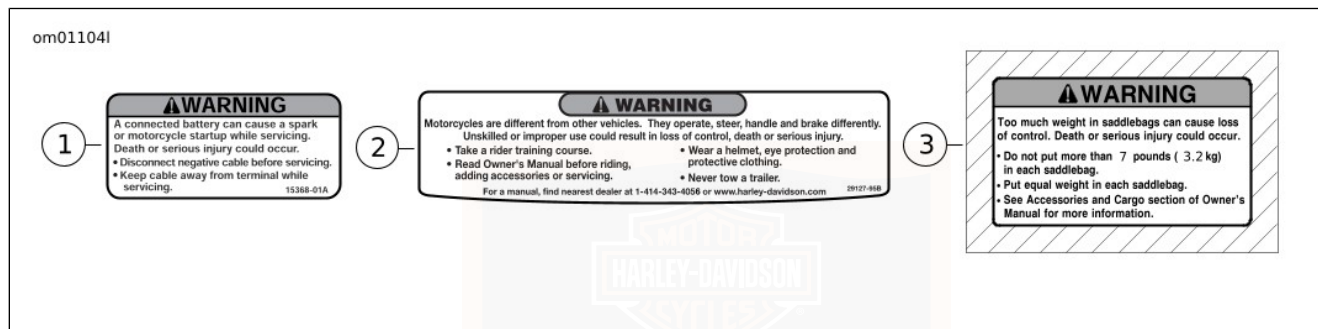 om01104l
1
WARNING
A connected battery can cause a spark
or motorcycle startup while servicing.
Death or serious injury could occur.
• Disconnect negative cable before servicing.
• Keep cable away from terminal while
servicing.
15368-01A
2
WARNING
Motorcycles are different from other vehicles. They operate, steer, handle and brake differently.
Unskilled or improper use could result in loss of control, death or serious injury.
• Take a rider training course.
• Read Owner's Manual before riding,
adding accessories or servicing.
• Wear a helmet, eye protection and
protective clothing.
• Never tow a trailer.
For a manual, find nearest dealer at 1-414-343-4056 or www.harley-davidson.com
29127-95B
3
WARNING
Too much weight in saddlebags can cause loss
of control. Death or serious injury could occur.
• Do not put more than 7 pounds ( 3.2 kg)
in each saddlebag.
• Put equal weight in each saddlebag.
• See Accessories and Cargo section of Owner's
Manual for more information.
MOTOR
HARLEY-DAVIDSON
CYCLES